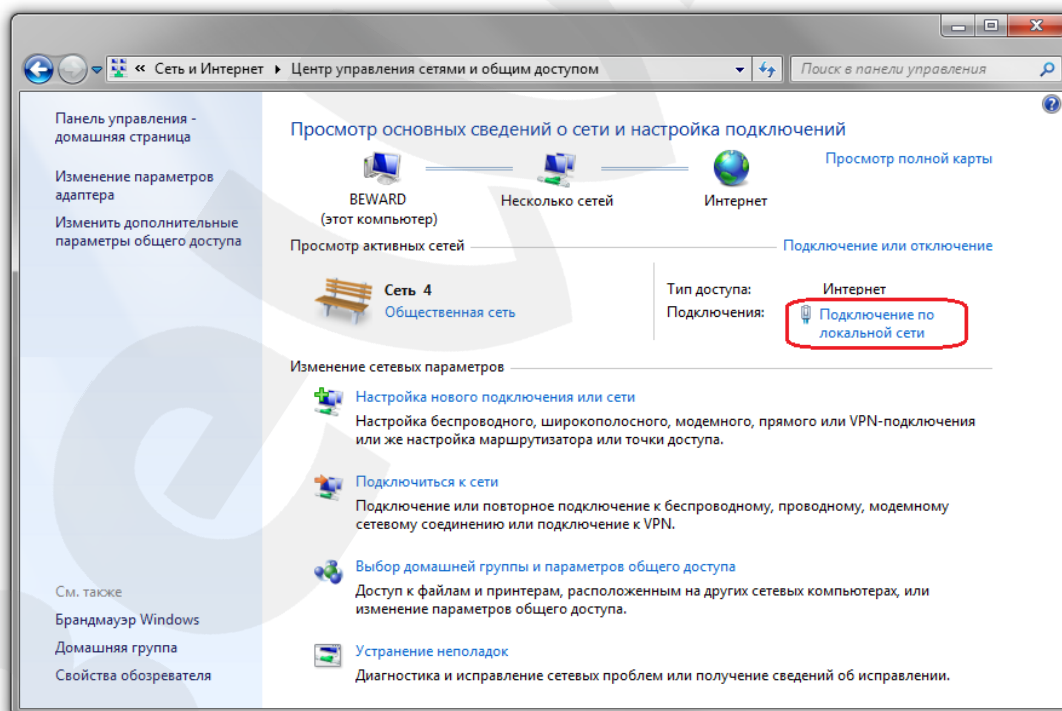 « Сеть и Интернет ▸ Центр управления сетями и общим доступом
Поиск в панели управления
Панель управления -
домашняя страница
Изменение параметров
адаптера
Изменить дополнительные
параметры общего доступа
Просмотр основных сведений о сети и настройка подключений
Просмотр полной карты
BEWARD
(этот компьютер)
Несколько сетей
Интернет
Просмотр активных сетей
Подключение или отключение
Сеть 4
Общественная сеть
Тип доступа:
Интернет
Подключения:
Подключение по
локальной сети
Изменение сетевых параметров
Настройка нового подключения или сети
Настройка беспроводного, широкополосного, модемного, прямого или VPN-подключения
или же настройка маршрутизатора или точки доступа.
Подключиться к сети
Подключение или повторное подключение к беспроводному, проводному, модемному
сетевому соединению или подключение к VPN.
Выбор домашней группы и параметров общего доступа
Доступ к файлам и принтерам, расположенным на других сетевых компьютерах, или
изменение параметров общего доступа.
Устранение неполадок
Диагностика и исправление сетевых проблем или получение сведений об исправлении.
См. также
Брандмауэр Windows
Домашняя группа
Свойства обозревателя